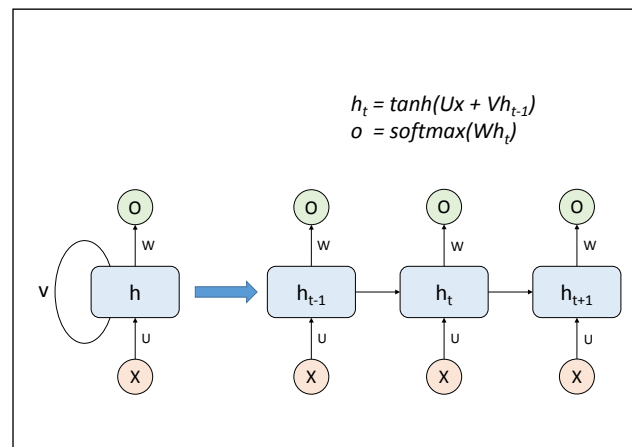 h_t = tanh(Ux + Vh_{t-1})
o = softmax(Wh_t)
O O O O
W W W W
V h h_{t-1} h_t h_{t+1}
U U U U
X X X X